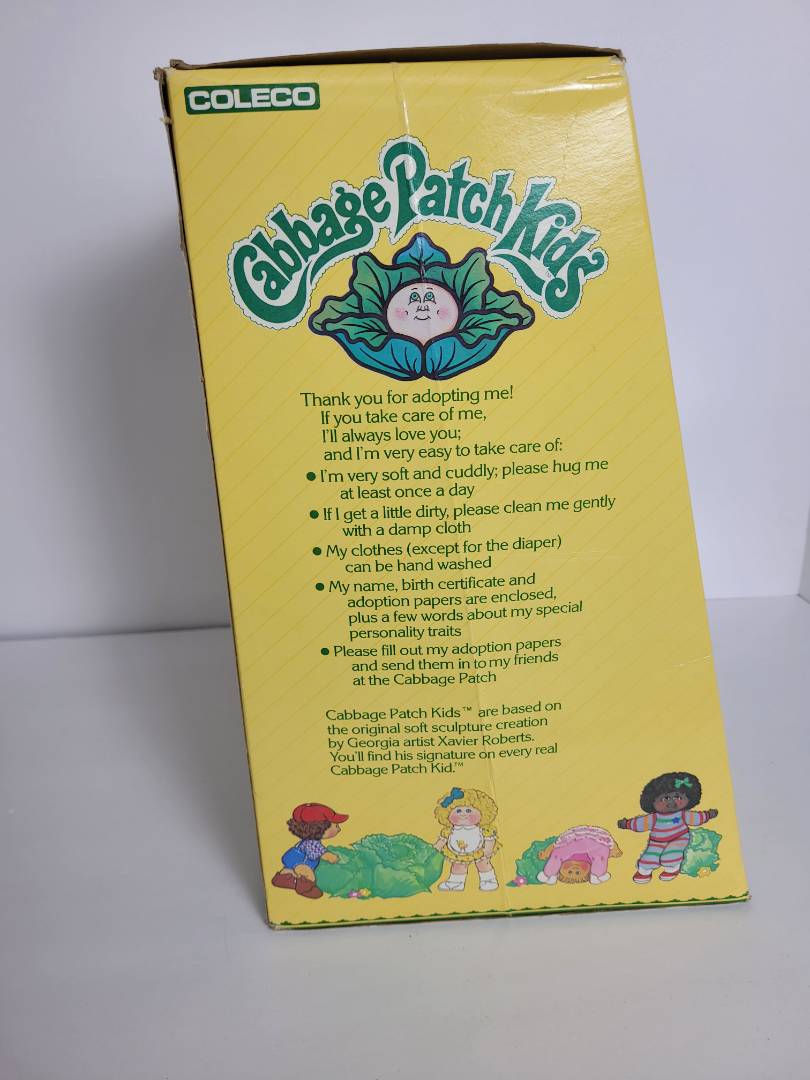 COLECO
Cabbage Patch Kids™
Thank you for adopting me!
If you take care of me,
I'll always love you;
and I'm very easy to take care of:
● I'm very soft and cuddly; please hug me
at least once a day
● If I get a little dirty, please clean me gently
with a damp cloth
● My clothes (except for the diaper)
can be hand washed
● My name, birth certificate and
adoption papers are enclosed,
plus a few words about my special
personality traits
● Please fill out my adoption papers
and send them in to my friends
at the Cabbage Patch
Cabbage Patch Kids™ are based on
the original soft sculpture creation
by Georgia artist Xavier Roberts.
You'll find his signature on every real
Cabbage Patch Kid.™